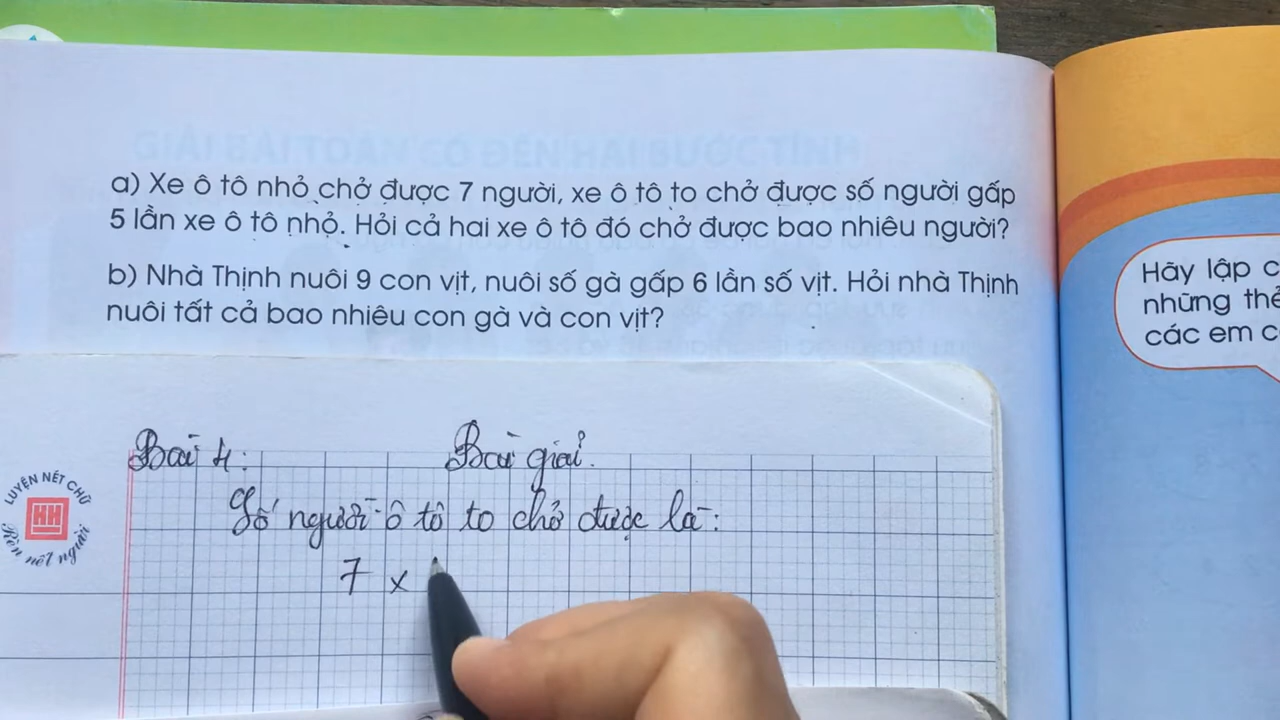 a) Xe ô tô nhỏ chở được 7 người, xe ô tô to chở được số người gấp
5 lần xe ô tô nhỏ. Hỏi cả hai xe ô tô đó chở được bao nhiêu người?
b) Nhà Thịnh nuôi 9 con vịt, nuôi số gà gấp 6 lần số vịt. Hỏi nhà Thịnh
nuôi tất cả bao nhiêu con gà và con vịt?
Hãy lập c
những thẻ
các em c
Bài 4:
Bài giải.
Số người ô tô to chở được là:
7 x
LUYỆN NÉT CHỮ
HH
Rèn nết người